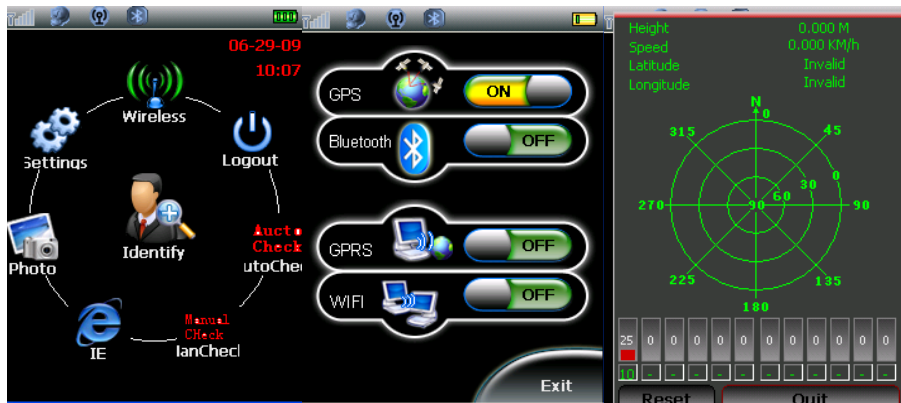 06-29-09
10:07
Wireless
Settings
Logout
Aucto
Check
utoChe
Identify
Photo
Manual
CHeck
IanCheck
IE
GPS
ON
Bluetooth
OFF
GPRS
OFF
WIFI
OFF
Exit
Height 0.000 M
Speed 0.000 KM/h
Latitude Invalid
Longitude Invalid
N
0
315 45
30 0
270 90 60 90
225 135
180
25 0 0 0 0 0 0 0 0 0 0 0
10 - - - - - - - - - - -
Reset Quit